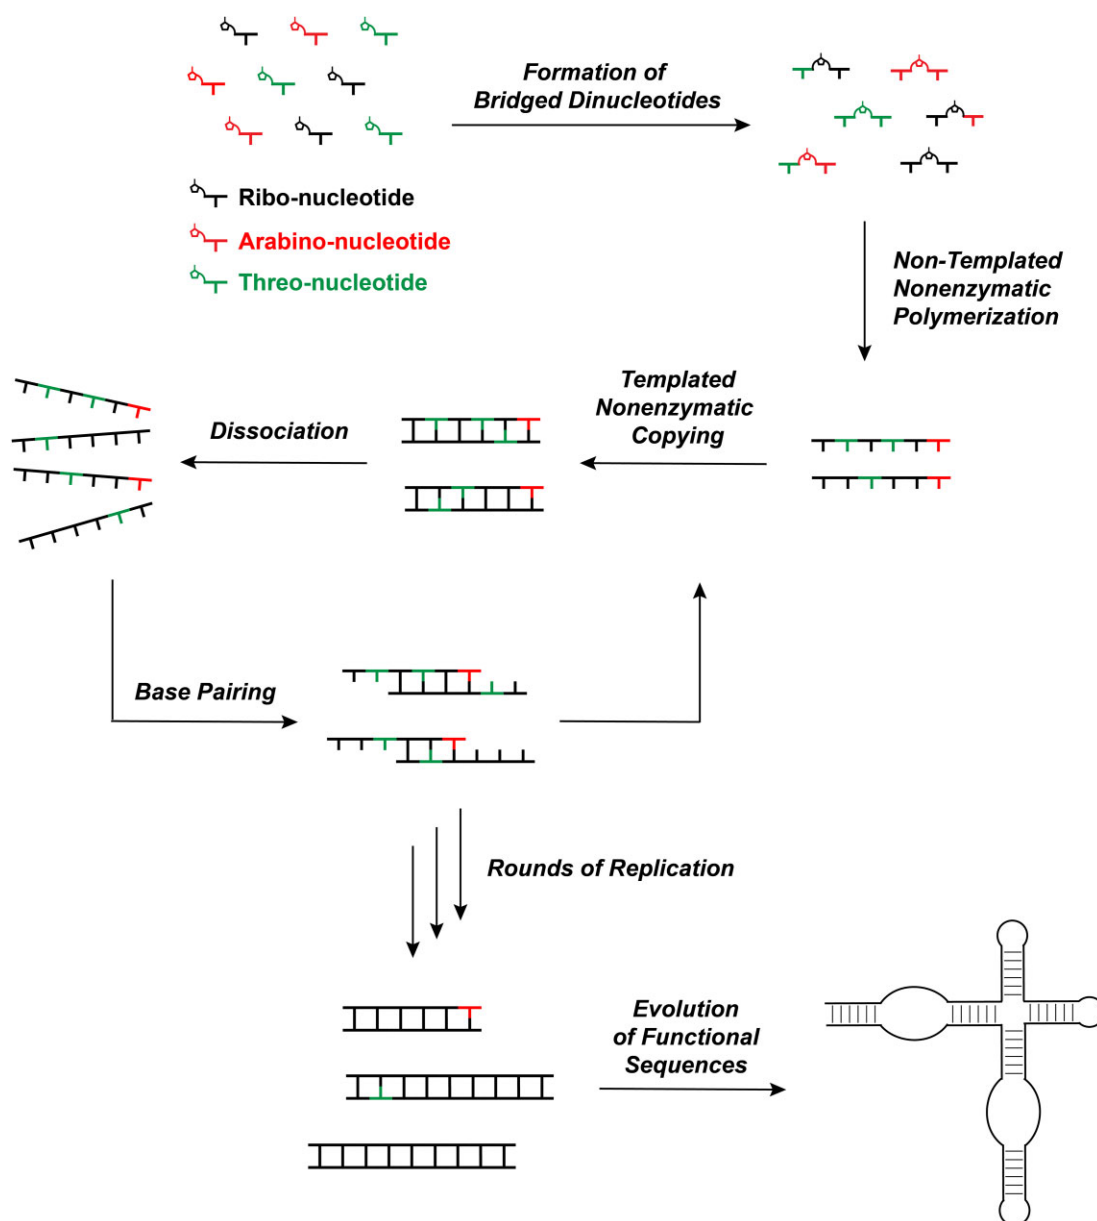 Formation of
Bridged Dinucleotides
Ribo-nucleotide
Arabino-nucleotide
Threo-nucleotide
Non-Templated
Nonenzymatic
Polymerization
Templated
Nonenzymatic
Copying
Dissociation
Base Pairing
Rounds of Replication
Evolution
of Functional
Sequences